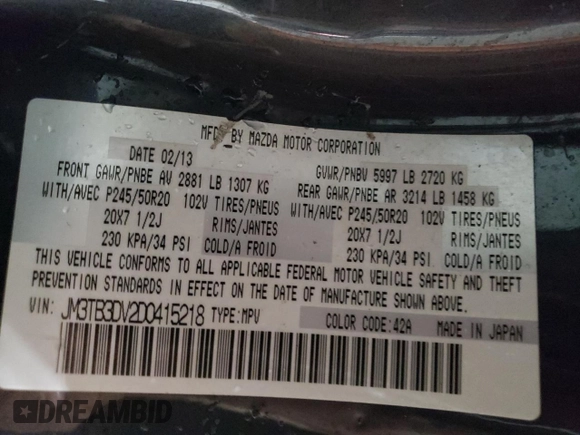 MFD BY MAZDA MOTOR CORPORATION
DATE 02/13
GVWR/PNBV 5997 LB 2720 KG
FRONT GAWR/PNBE AV 2881 LB 1307 KG
REAR GAWR/PNBE AR 3214 LB 1458 KG
WITH/AVEC P245/50R20 102V TIRES/PNEUS
WITH/AVEC P245/50R20 102V TIRES/PNEUS
20X7 1/2J RIMS/JANTES
20X7 1/2J RIMS/JANTES
230 KPA/34 PSI COLD/A FROID
230 KPA/34 PSI COLD/A FROID
THIS VEHICLE CONFORMS TO ALL APPLICABLE FEDERAL MOTOR VEHICLE SAFETY AND THEFT
PREVENTION STANDARDS IN EFFECT ON THE DATE OF MANUFACTURE SHOWN ABOVE.
VIN: JM3TB3DV2D0415218 TYPE:MPV
COLOR CODE:42A
MADE IN JAPAN
DREAMBID